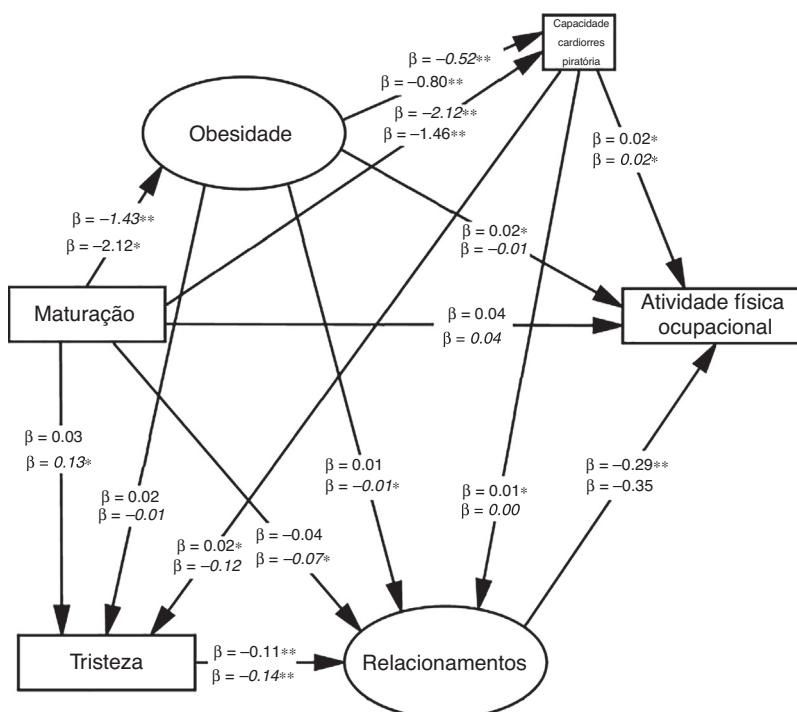 Capacidade
cardiorres
piratória
β = –0.52**
β = –0.80**
β = –2.12**
β = –1.46**
Obesidade
β = 0.02*
β = 0.02*
β = –1.43**
β = –2.12*
β = 0.02*
β = –0.01
Maturação
β = 0.04
β = 0.04
Atividade física
ocupacional
β = 0.03
β = 0.13*
β = 0.02
β = –0.01
β = 0.01
β = –0.01*
β = 0.01*
β = 0.00
β = –0.29**
β = –0.35
β = –0.04
β = –0.07*
β = 0.02*
β = –0.12
Tristeza
β = –0.11**
β = –0.14**
Relacionamentos